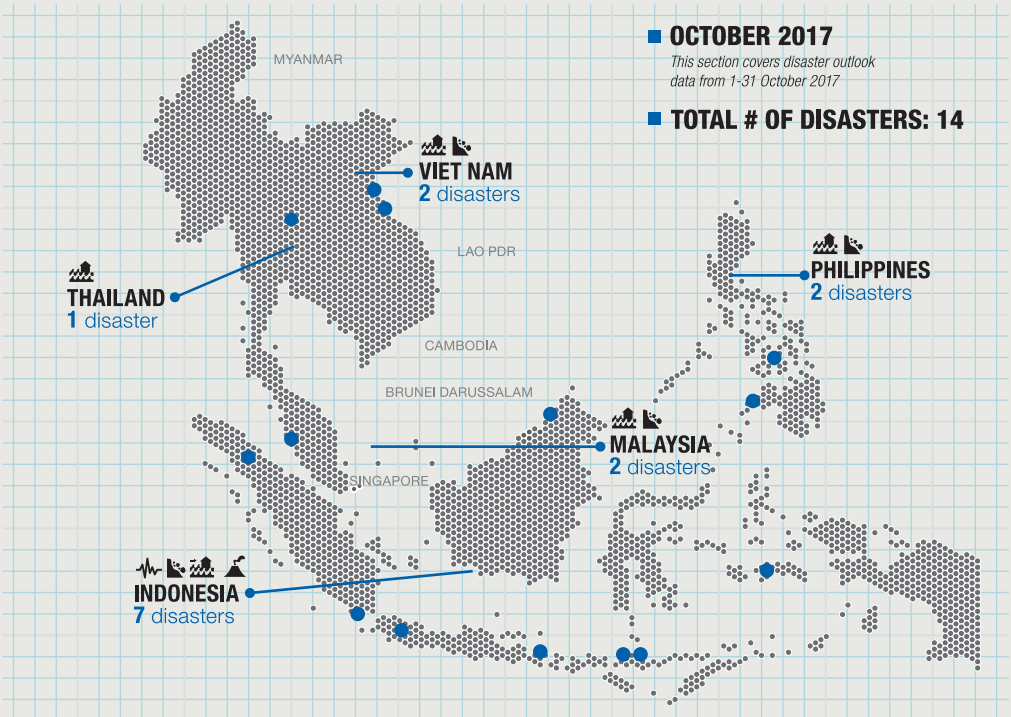 OCTOBER 2017
This section covers disaster outlook
data from 1-31 October 2017
TOTAL # OF DISASTERS: 14
MYANMAR
VIET NAM
2 disasters
LAO PDR
PHILIPPINES
2 disasters
THAILAND
1 disaster
CAMBODIA
BRUNEI DARUSSALAM
MALAYSIA
2 disasters
SINGAPORE
INDONESIA
7 disasters